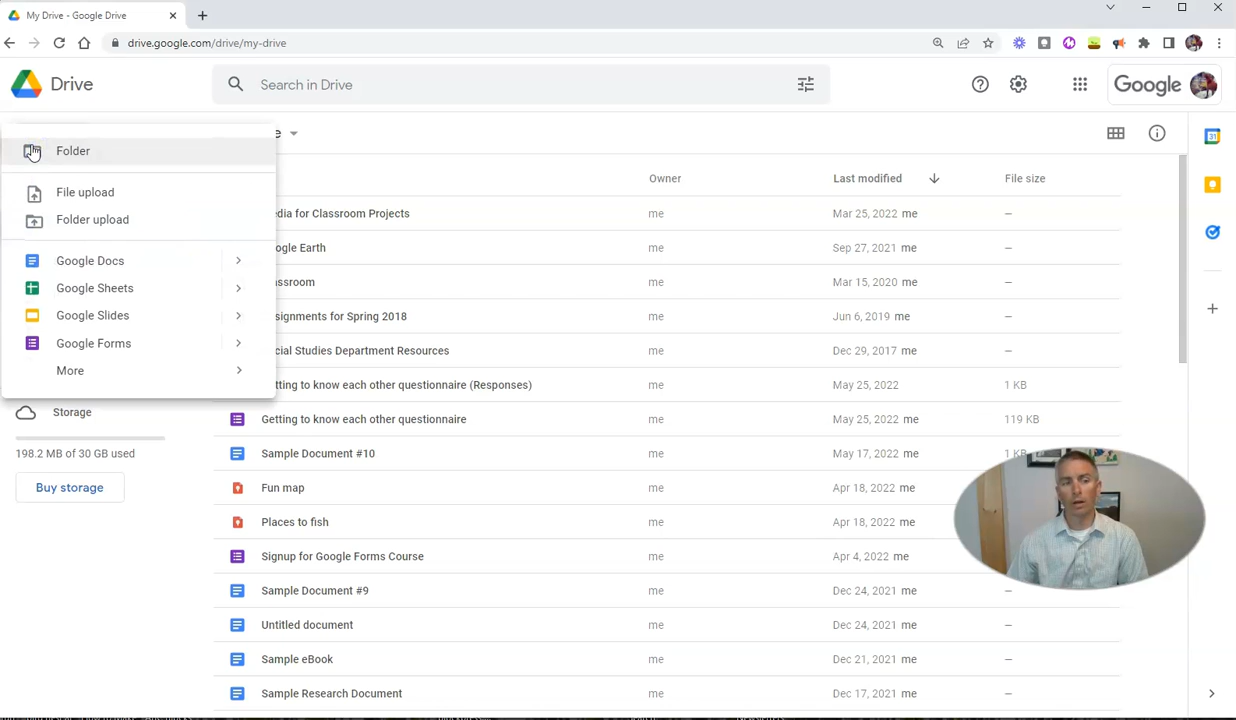 My Drive - Google Drive
drive.google.com/drive/my-drive
Drive
Search in Drive
Google
Folder
File upload
Folder upload
Google Docs
Google Sheets
Google Slides
Google Forms
More
Storage
198.2 MB of 30 GB used
Buy storage
e
Owner Last modified File size
edia for Classroom Projects me Mar 25, 2022 me –
ogle Earth me Sep 27, 2021 me –
assroom me Mar 15, 2020 me –
signments for Spring 2018 me Jun 6, 2019 me –
cial Studies Department Resources me Dec 29, 2017 me –
etting to know each other questionnaire (Responses) me May 25, 2022 1 KB
Getting to know each other questionnaire me May 25, 2022 me 119 KB
Sample Document #10 me May 17, 2022 me 1 KB
Fun map me Apr 18, 2022 me
Places to fish me Apr 18, 2022 me
Signup for Google Forms Course me Apr 4, 2022 me
Sample Document #9 me Dec 24, 2021 me –
Untitled document me Dec 24, 2021 me –
Sample eBook me Dec 21, 2021 me –
Sample Research Document me Dec 17, 2021 me –